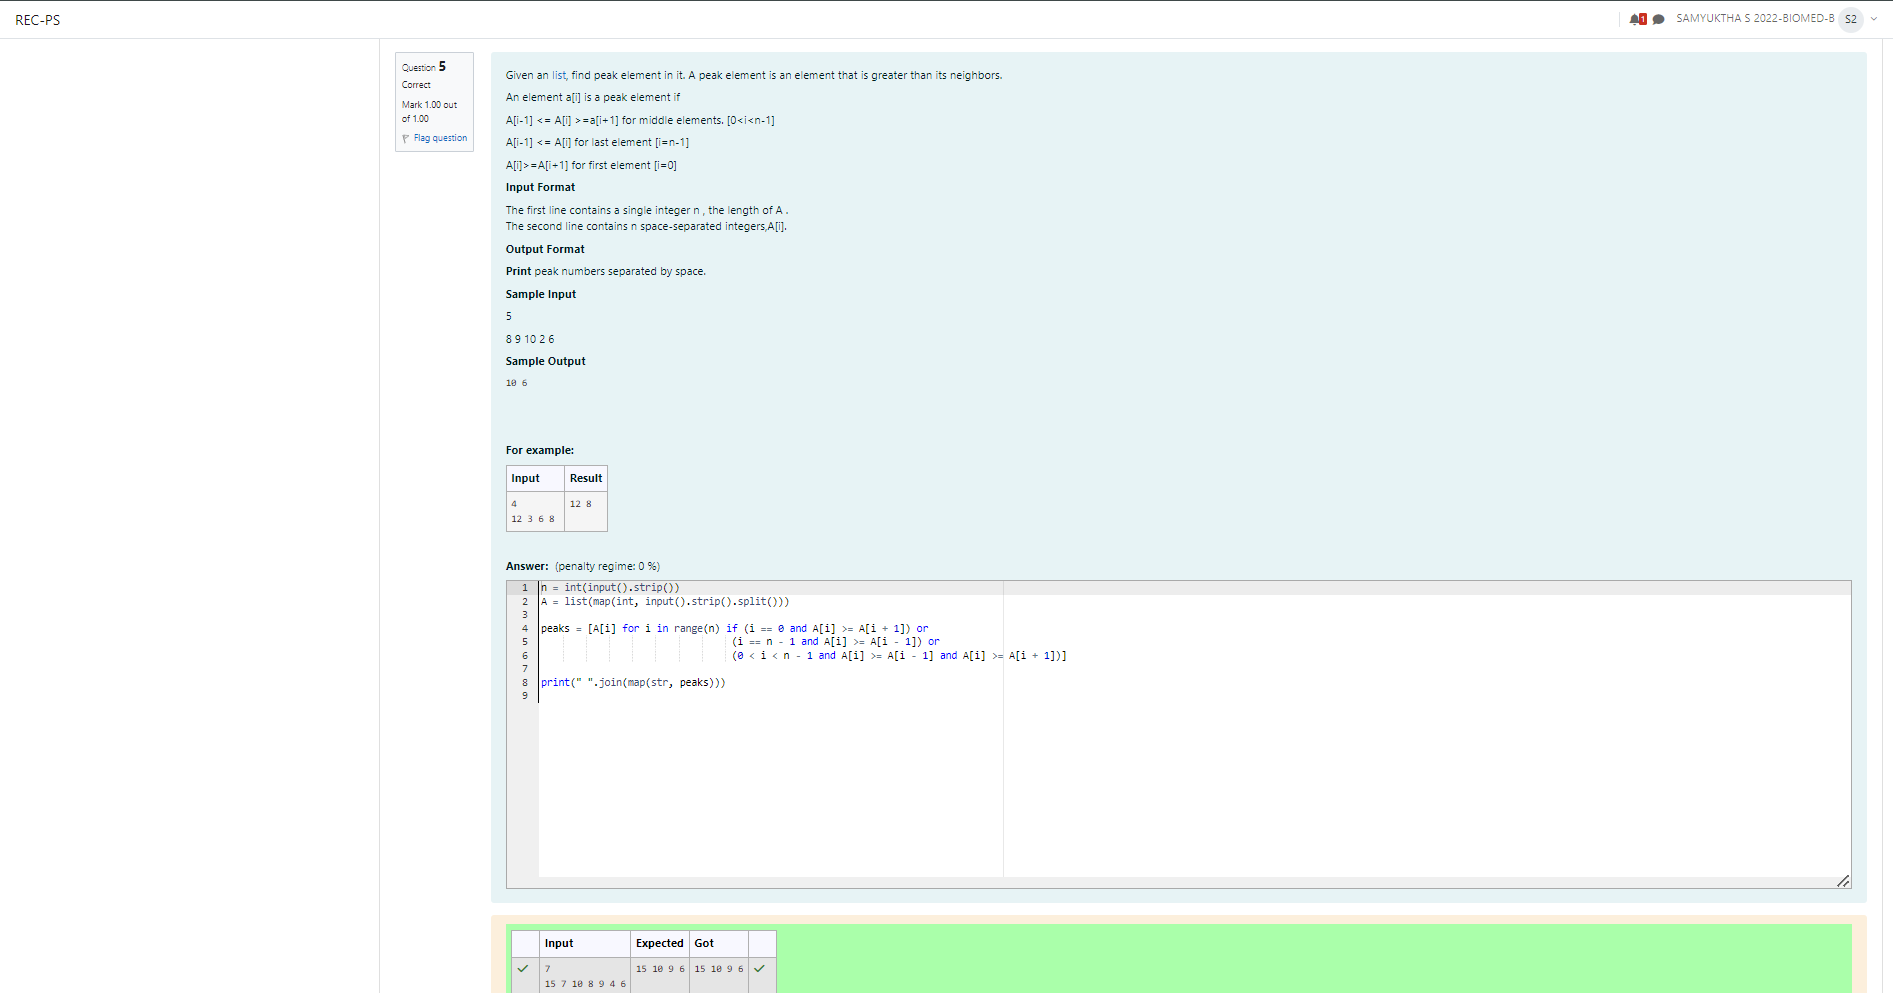 REC-PS
1
SAMYUKTHA S 2022-BIOMED-B
S2
Question 5
Correct
Mark 1.00 out
of 1.00
Flag question
Given an list, find peak element in it. A peak element is an element that is greater than its neighbors.
An element a[i] is a peak element if
A[i-1] <= A[i] >=a[i+1] for middle elements. [0<i<n-1]
A[i-1] <= A[i] for last element [i=n-1]
A[i]>=A[i+1] for first element [i=0]
Input Format
The first line contains a single integer n , the length of A .
The second line contains n space-separated integers,A[i].
Output Format
Print peak numbers separated by space.
Sample Input
5
8 9 10 2 6
Sample Output
10 6
For example:
Input Result
4 12 8
12 3 6 8
Answer: (penalty regime: 0 %)
1 n = int(input().strip())
2 A = list(map(int, input().strip().split()))
3
4 peaks = [A[i] for i in range(n) if (i == 0 and A[i] >= A[i + 1]) or
5 (i == n - 1 and A[i] >= A[i - 1]) or
6 (0 < i < n - 1 and A[i] >= A[i - 1] and A[i] >= A[i + 1])]
7
8 print(" ".join(map(str, peaks)))
9
Input Expected Got
7 15 10 9 6 15 10 9 6
15 7 10 8 9 4 6